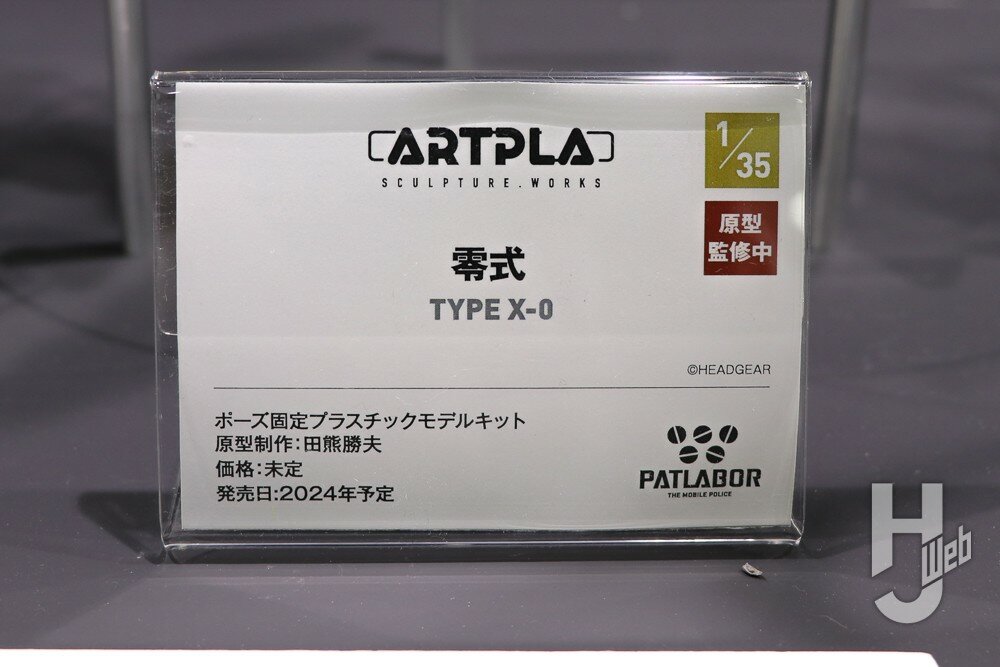 ARTPLA
SCULPTURE.WORKS
1/35
原型
監修中
零式
TYPE X-0
©HEADGEAR
ポーズ固定プラスチックモデルキット
原型制作：田熊勝夫
価格：未定
発売日：2024年予定
PATLABOR
THE MOBILE POLICE
HJ Web